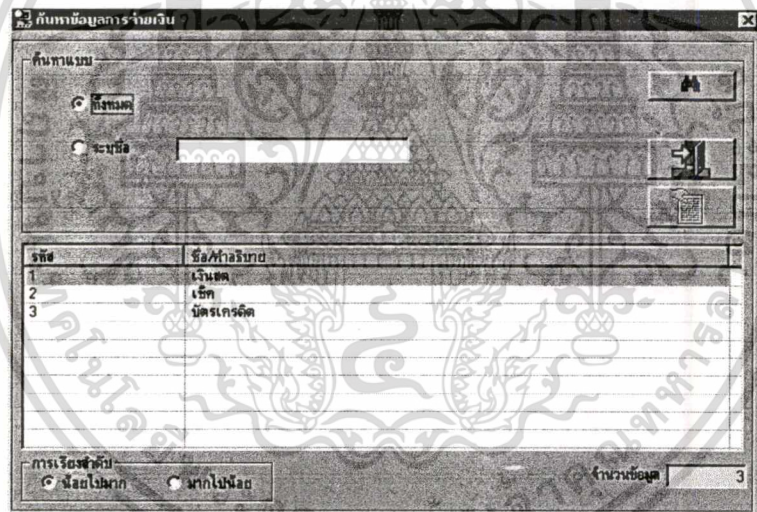 ค้นหาข้อมูลการจ่ายเงิน
ค้นหาแบบ
ทั้งหมด
ระบุชื่อ
รหัส ชื่อ/คำอธิบาย
1 เงินสด
2 เช็ค
3 บัตรเครดิต
การเรียงลำดับ
น้อยไปมาก มากไปน้อย
จำนวนข้อมูล 3